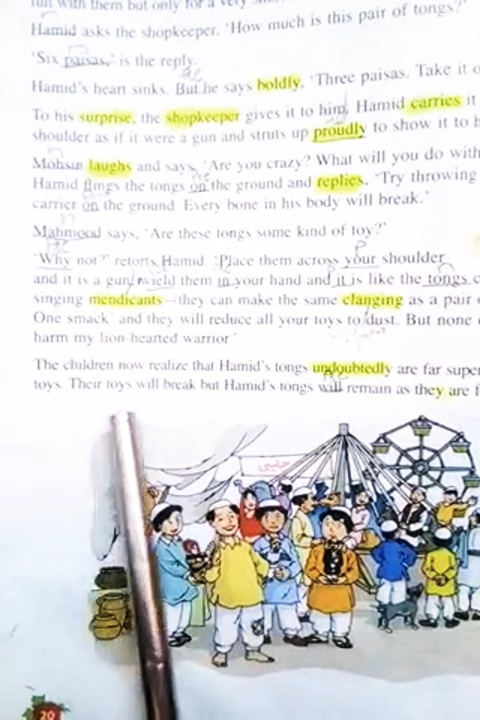 fun with them but only for a very
Hamid asks the shopkeeper. 'How much is this pair of tongs?'
'Six paisas,' is the reply.
Hamid's heart sinks. But he says boldly, 'Three paisas. Take it o
To his surprise, the shopkeeper gives it to him. Hamid carries it
shoulder as if it were a gun and struts up proudly to show it to h
Mohsin laughs and says, 'Are you crazy? What will you do with
Hamid flings the tongs on the ground and replies, 'Try throwing
carrier on the ground. Every bone in his body will break.'
Mahmood says, 'Are these tongs some kind of toy?'
'Why not?' retorts Hamid. 'Place them across your shoulder
and it is a gun; wield them in your hand and it is like the tongs c
singing mendicants—they can make the same clanging as a pair
One smack and they will reduce all your toys to dust. But none
harm my lion-hearted warrior.'
The children now realize that Hamid's tongs undoubtedly are far super
toys. Their toys will break but Hamid's tongs will remain as they are f
20